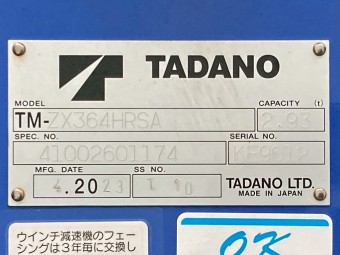 TADANO
MODEL CAPACITY (t)
TM-ZX364HRSA 2.93
SPEC. NO. SERIAL NO.
41002601174
MFG. DATE SS NO.
4.2023 1 10 TADANO LTD.
MADE IN JAPAN
ウインチ減速機のフェー
シングは3年毎に交換し
OK